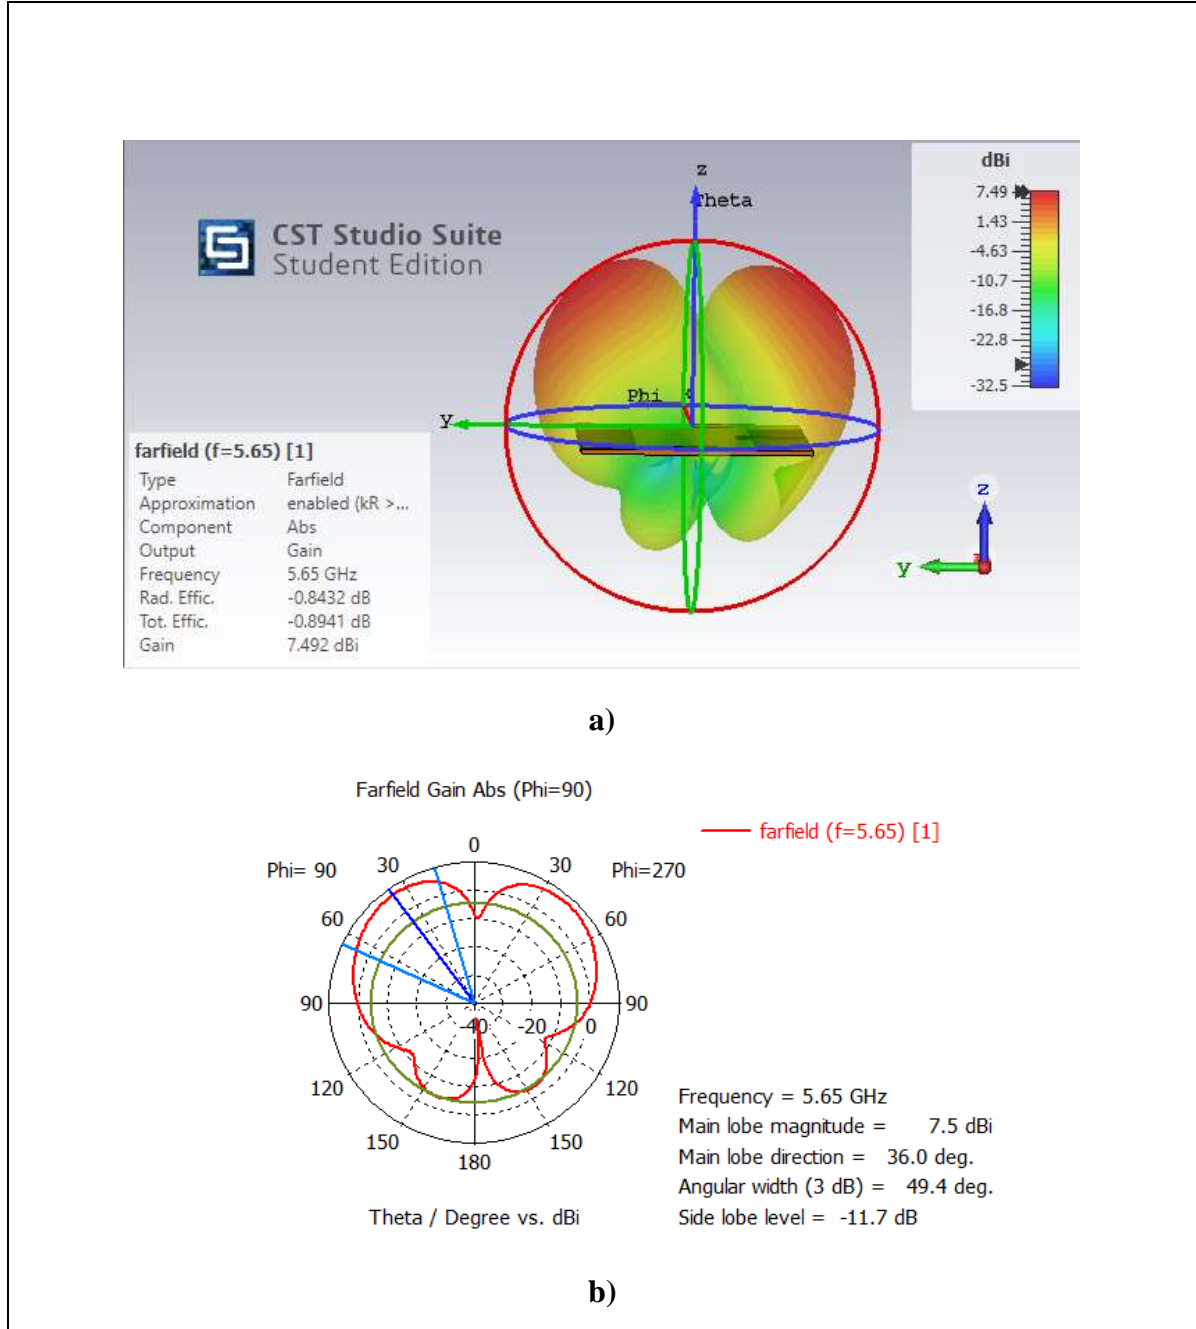 z
Theta
CST Studio Suite
Student Edition
dBi
7.49
1.43
-4.63
-10.7
-16.8
-22.8
-32.5
Phi
y
farfield (f=5.65) [1]
Type Farfield
Approximation enabled (kR >...
Component Abs
Output Gain
Frequency 5.65 GHz
Rad. Effic. -0.8432 dB
Tot. Effic. -0.8941 dB
Gain 7.492 dBi
z
y
a)
Farfield Gain Abs (Phi=90)
farfield (f=5.65) [1]
0
Phi= 90 30 30 Phi=270
60 60
90 90
-40 -20 0
120 120
150 150
180
Theta / Degree vs. dBi
Frequency = 5.65 GHz
Main lobe magnitude = 7.5 dBi
Main lobe direction = 36.0 deg.
Angular width (3 dB) = 49.4 deg.
Side lobe level = -11.7 dB
b)